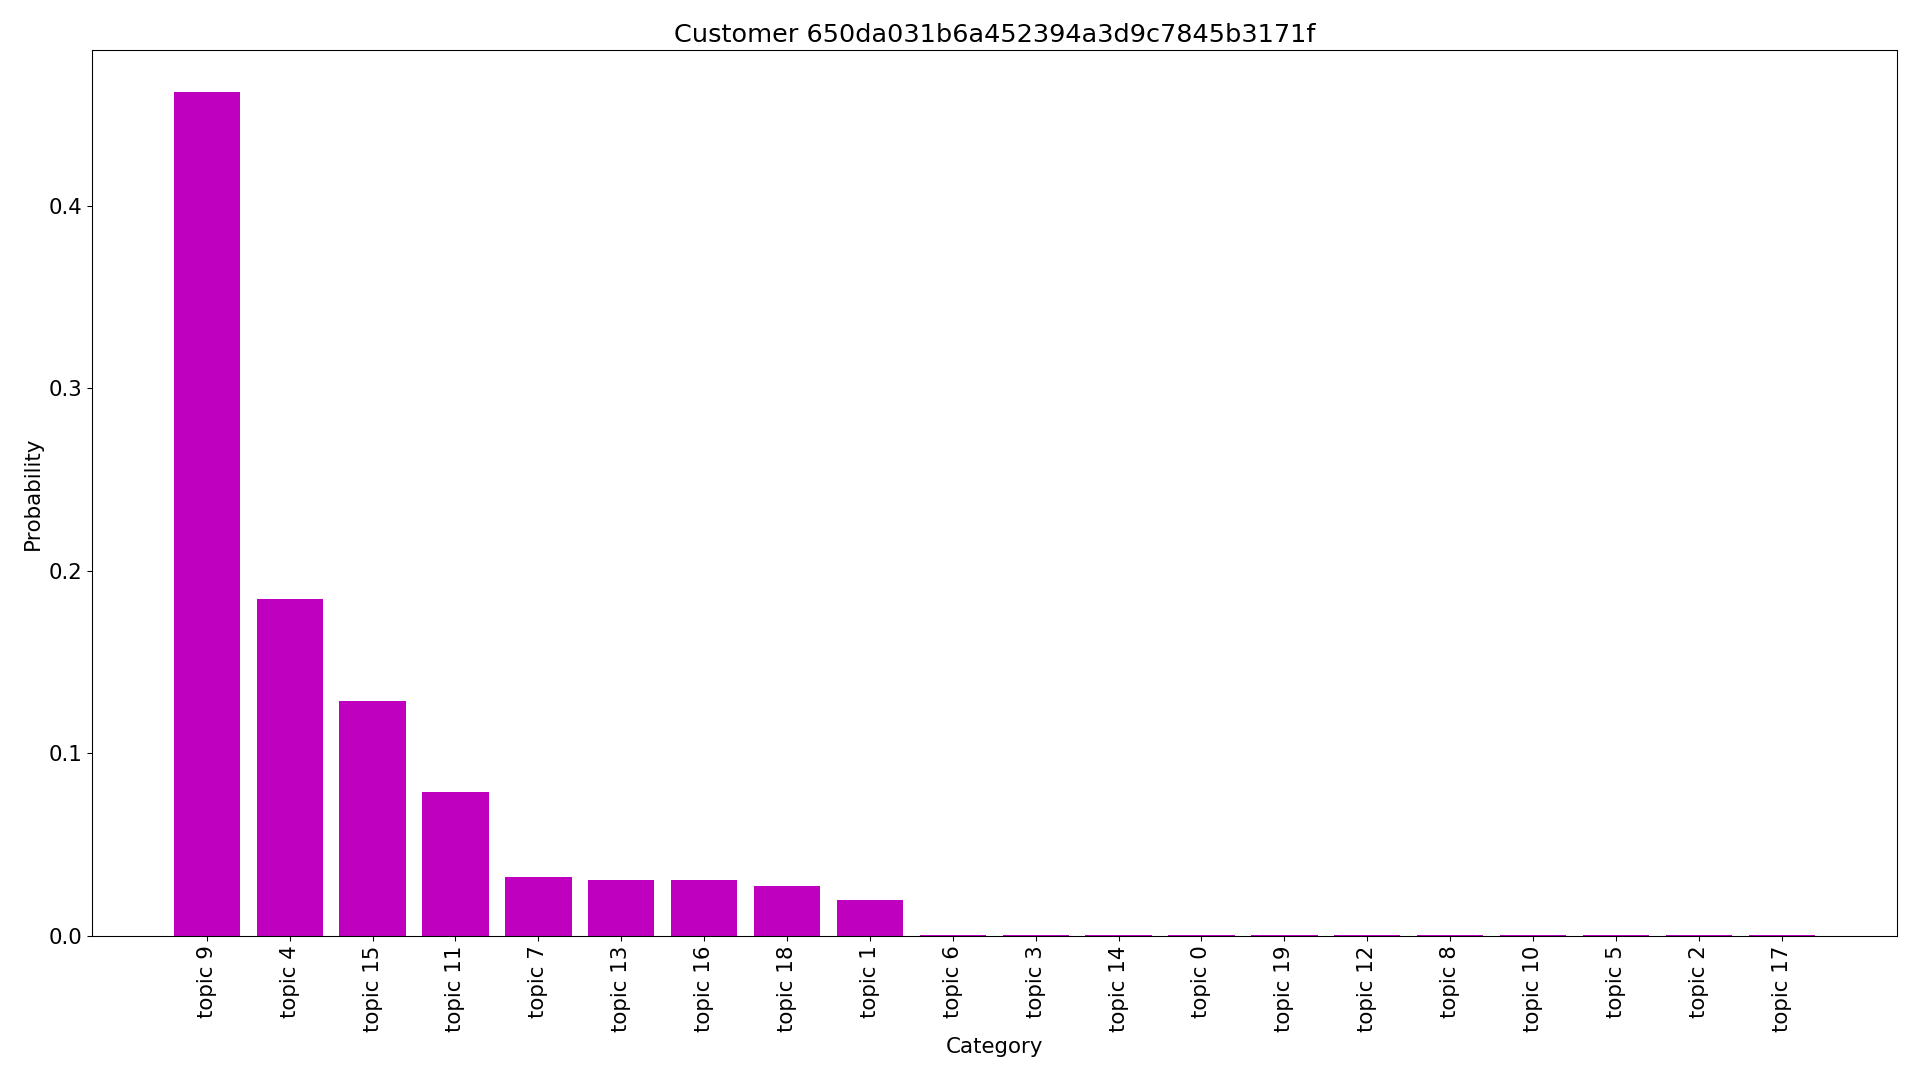 Customer 650da031b6a452394a3d9c7845b3171f
Probability
0.4
0.3
0.2
0.1
0.0
topic 9
topic 4
topic 15
topic 11
topic 7
topic 13
topic 16
topic 18
topic 1
topic 6
topic 3
topic 14
topic 0
topic 19
topic 12
topic 8
topic 10
topic 5
topic 2
topic 17
Category